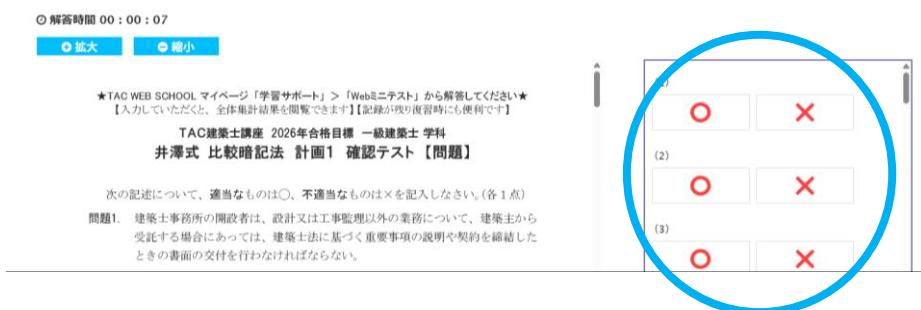 解答時間 00:00:07
拡大
縮小
★TAC WEB SCHOOL マイページ「学習サポート」>「Webミニテスト」から解答してください★
【入力していただくと、全体集計結果を閲覧できます】【記録が残り復習時にも便利です】
TAC建築士講座 2026年合格目標 一級建築士 学科
井澤式 比較暗記法 計画1 確認テスト【問題】
次の記述について、適当なものは○、不適当なものは×を記入しなさい。(各1点)
問題1. 建築士事務所の開設者は、設計又は工事監理以外の業務について、建築主から
受託する場合にあっては、建築士法に基づく重要事項の説明や契約を締結した
ときの書面の交付を行わなければならない。
(1)
(2)
(3)